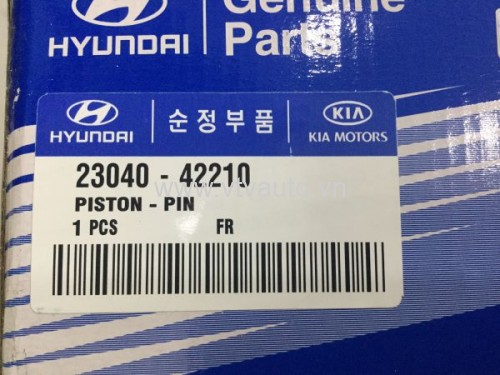 HYUNDAI
Genuine
Parts
HYUNDAI
순정부품
KIA
KIA MOTORS
23040 - 42210
PISTON - PIN
1 PCS FR